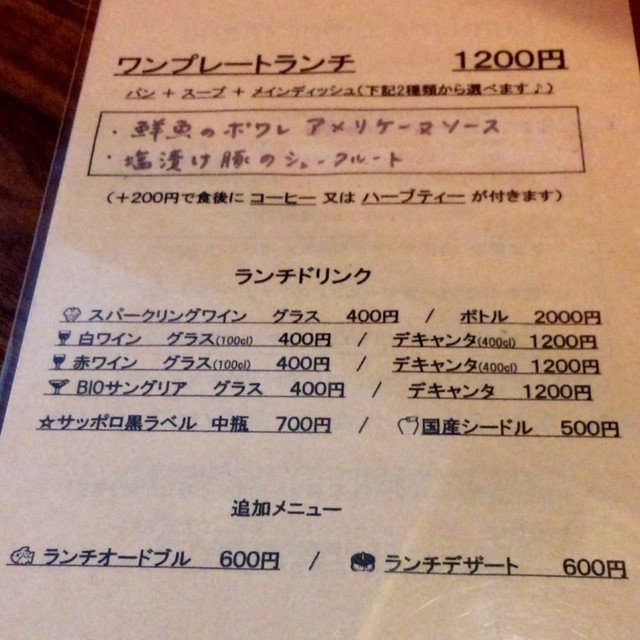 ワンプレートランチ 1200円
パン + スープ + メインディッシュ(下記2種類から選べます♪)
・鮮魚のポワレ アメリケーヌソース
・塩漬け豚のシュークルート
(+200円で食後に コーヒー 又は ハーブティー が付きます)
ランチドリンク
スパークリングワイン グラス 400円 / ボトル 2000円
白ワイン グラス(100cl) 400円 / デキャンタ(400cl) 1200円
赤ワイン グラス(100cl) 400円 / デキャンタ(400cl) 1200円
BIOサングリア グラス 400円 / デキャンタ 1200円
☆サッポロ黒ラベル 中瓶 700円 / 国産シードル 500円
追加メニュー
ランチオードブル 600円 / ランチデザート 600円